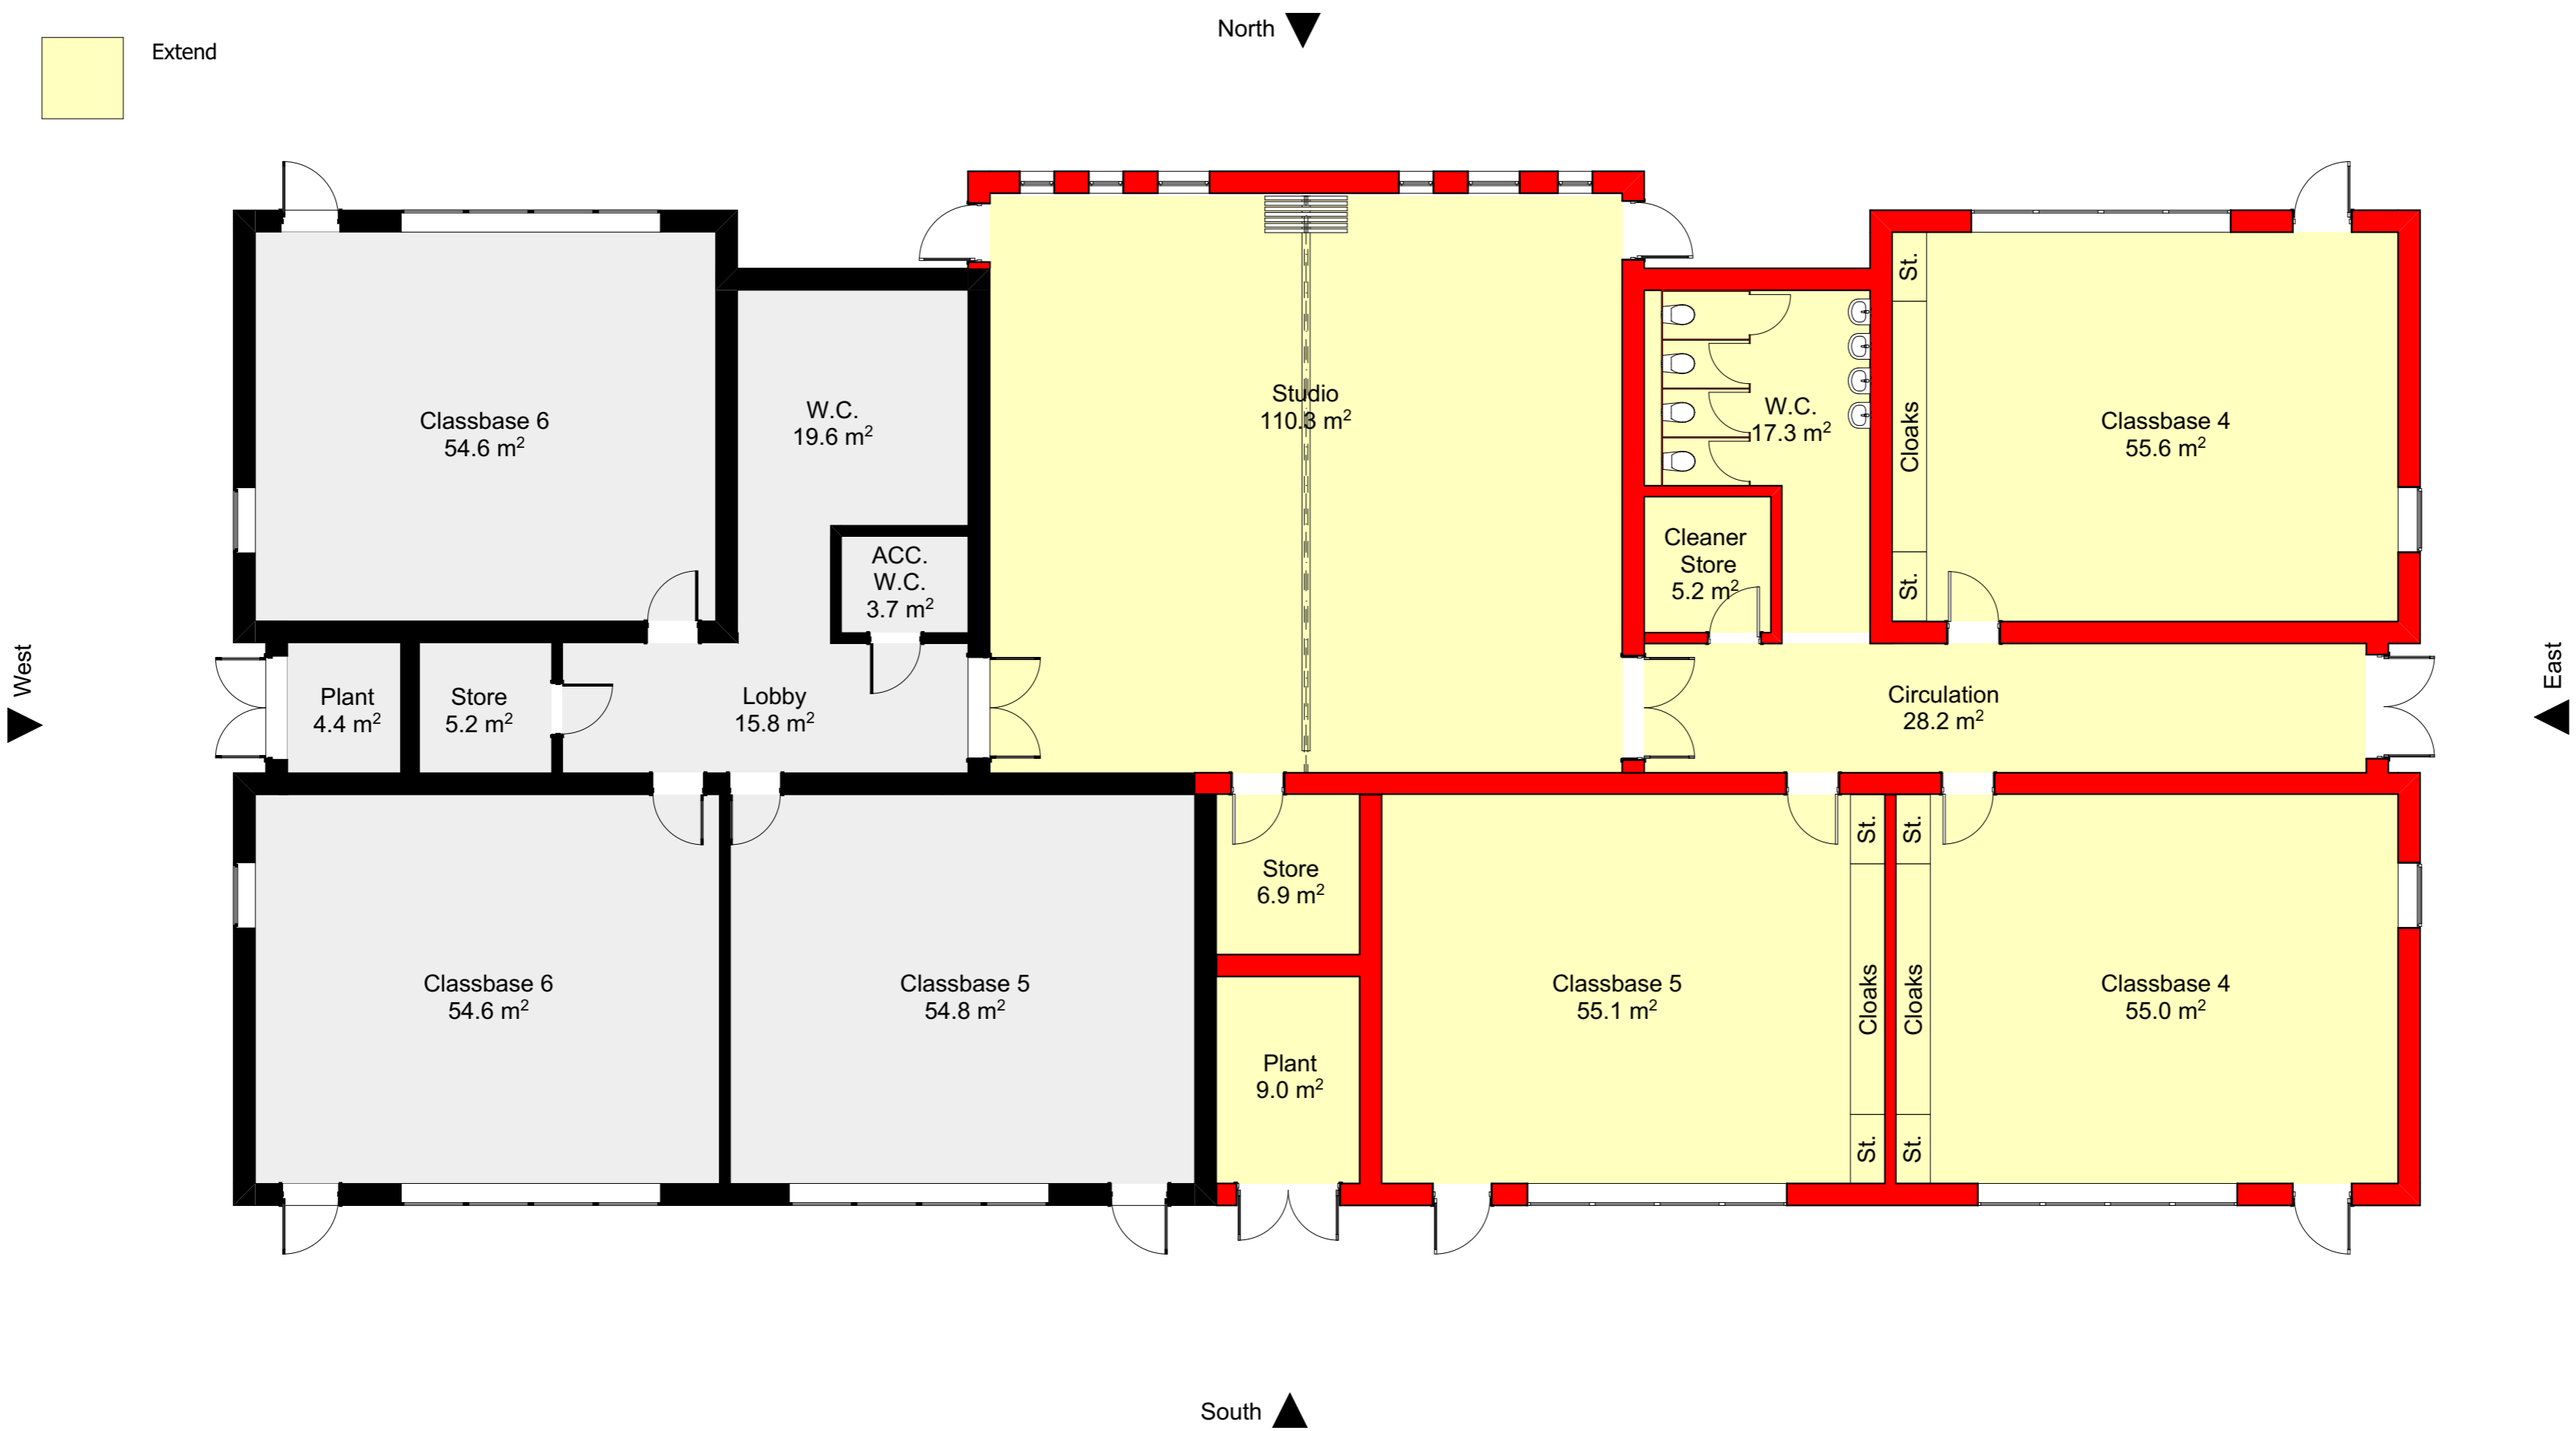 North
Extend
Classbase 6
54.6 m²
W.C.
19.6 m²
ACC.
W.C.
3.7 m²
Studio
110.3 m²
W.C.
17.3 m²
Cleaner
Store
5.2 m²
St.
Cloaks
St.
Classbase 4
55.6 m²
West
Plant
4.4 m²
Store
5.2 m²
Lobby
15.8 m²
Circulation
28.2 m²
East
Classbase 6
54.6 m²
Classbase 5
54.8 m²
Store
6.9 m²
Plant
9.0 m²
Classbase 5
55.1 m²
St.
Cloaks
St.
St.
Cloaks
St.
Classbase 4
55.0 m²
South